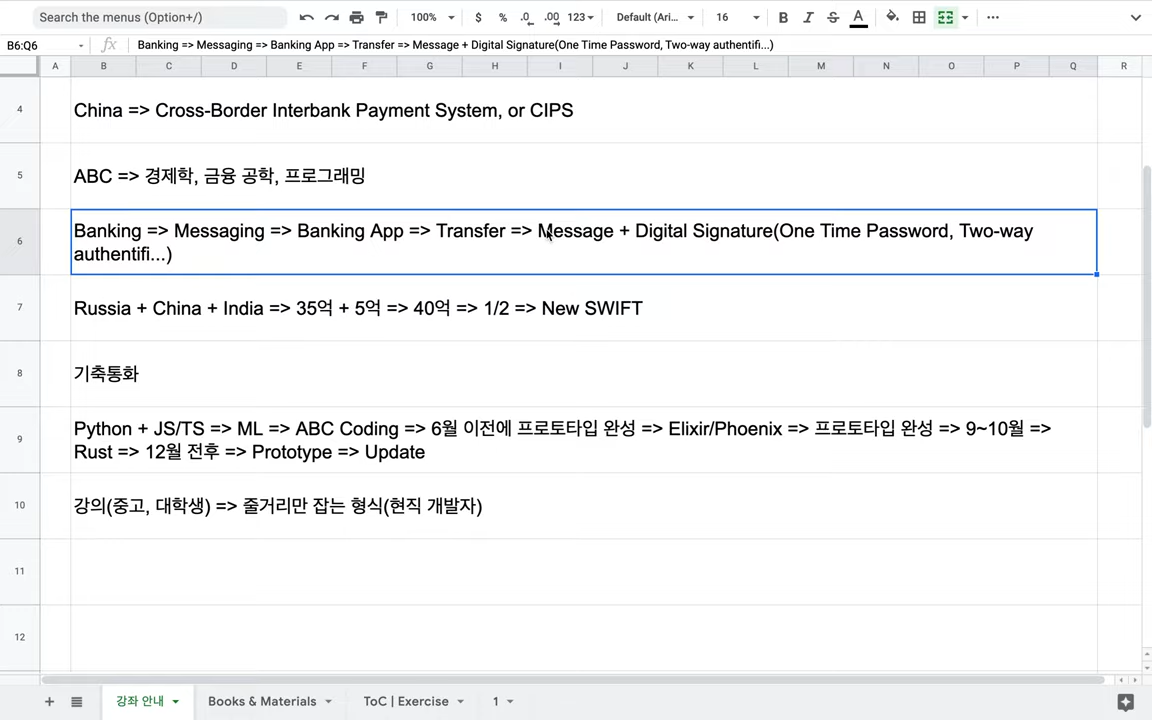 Search the menus (Option+/)
100%
$ % .0 .00 123
Default (Ari...
16
B I S A
B6:Q6
fx
Banking => Messaging => Banking App => Transfer => Message + Digital Signature(One Time Password, Two-way authentifi...)
A B C D E F G H I J K L M N O P Q R
4
China => Cross-Border Interbank Payment System, or CIPS
5
ABC => 경제학, 금융 공학, 프로그래밍
6
Banking => Messaging => Banking App => Transfer => Message + Digital Signature(One Time Password, Two-way
authentifi...)
7
Russia + China + India => 35억 + 5억 => 40억 => 1/2 => New SWIFT
8
기축통화
9
Python + JS/TS => ML => ABC Coding => 6월 이전에 프로토타입 완성 => Elixir/Phoenix => 프로토타입 완성 => 9~10월 =>
Rust => 12월 전후 => Prototype => Update
10
강의(중고, 대학생) => 줄거리만 잡는 형식(현직 개발자)
11
12
강좌 안내
Books & Materials
ToC | Exercise
1